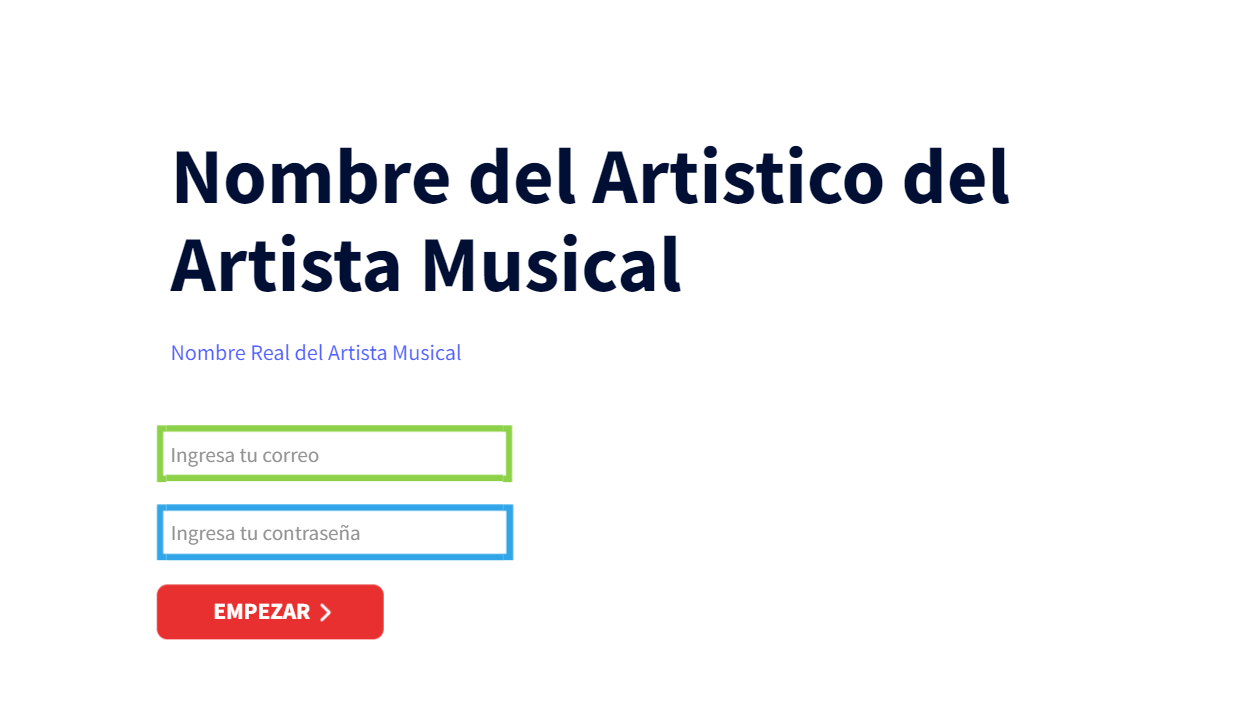 Nombre del Artistico del
Artista Musical
Nombre Real del Artista Musical
Ingresa tu correo
Ingresa tu contraseña
EMPEZAR